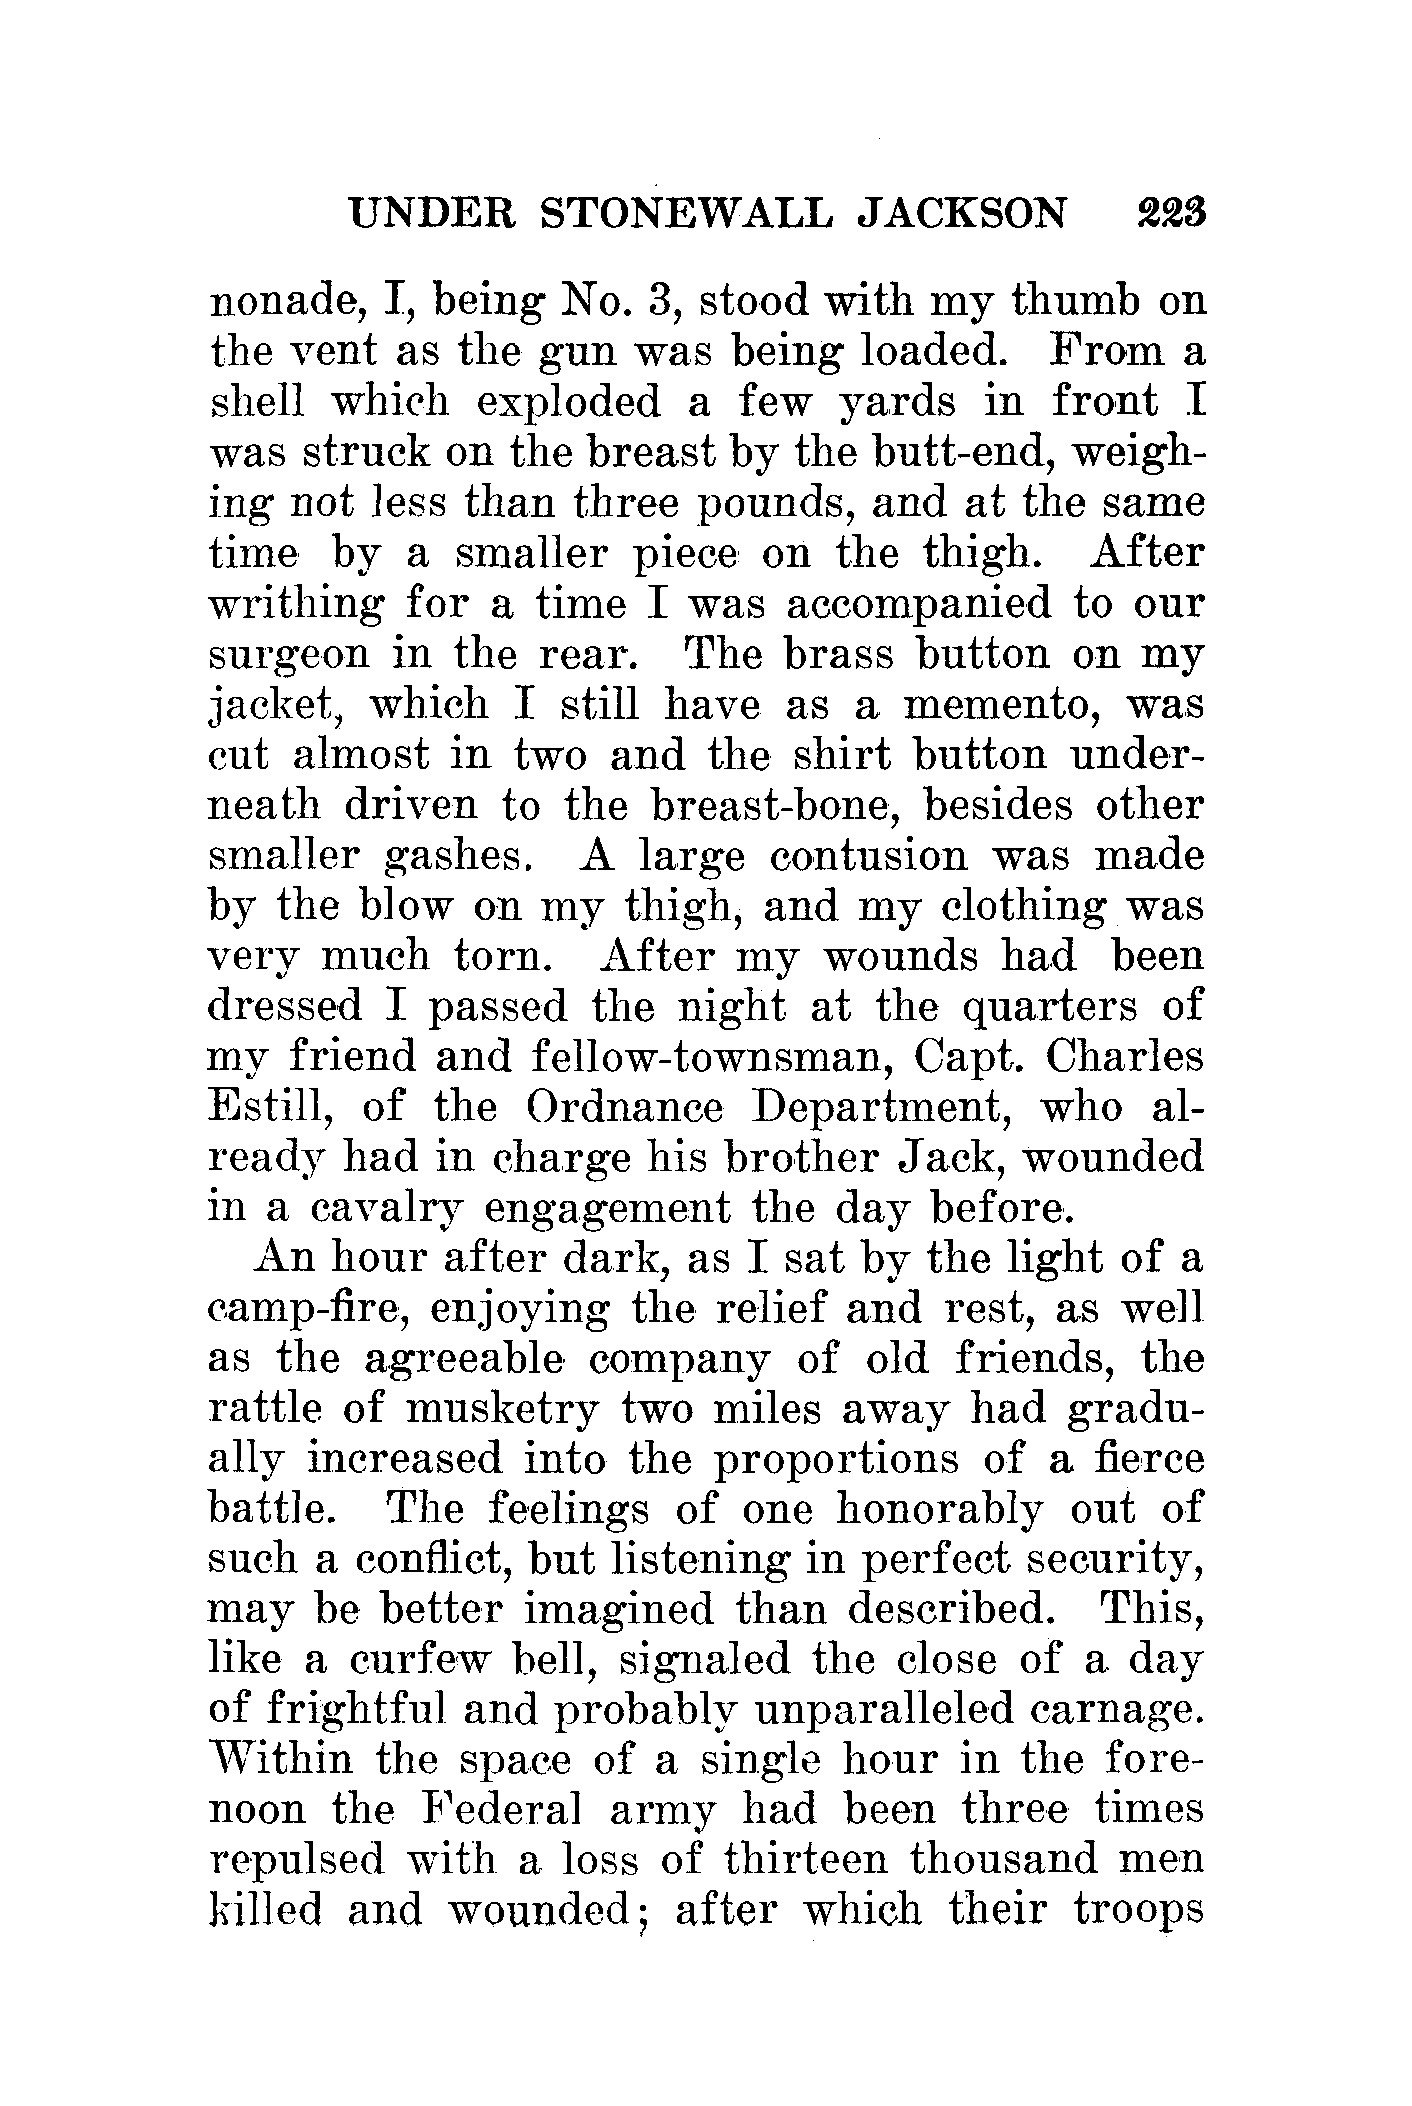 UNDER STONEWALL JACKSON 223
nonade, I, being No. 3, stood with my thumb on
the vent as the gun was being loaded. From a
shell which exploded a few yards in front I
was struck on the breast by the butt-end, weigh-
ing not less than three pounds, and at the same
time by a smaller piece on the thigh. After
writhing for a time I was accompanied to our
surgeon in the rear. The brass button on my
jacket, which I still have as a memento, was
cut almost in two and the shirt button under-
neath driven to the breast-bone, besides other
smaller gashes. A large contusion was made
by the blow on my thigh, and my clothing was
very much torn. After my wounds had been
dressed I passed the night at the quarters of
my friend and fellow-townsman, Capt. Charles
Estill, of the Ordnance Department, who al-
ready had in charge his brother Jack, wounded
in a cavalry engagement the day before.
An hour after dark, as I sat by the light of a
camp-fire, enjoying the relief and rest, as well
as the agreeable company of old friends, the
rattle of musketry two miles away had gradu-
ally increased into the proportions of a fierce
battle. The feelings of one honorably out of
such a conflict, but listening in perfect security,
may be better imagined than described. This,
like a curfew bell, signaled the close of a day
of frightful and probably unparalleled carnage.
Within the space of a single hour in the fore-
noon the Federal army had been three times
repulsed with a loss of thirteen thousand men
killed and wounded; after which their troops